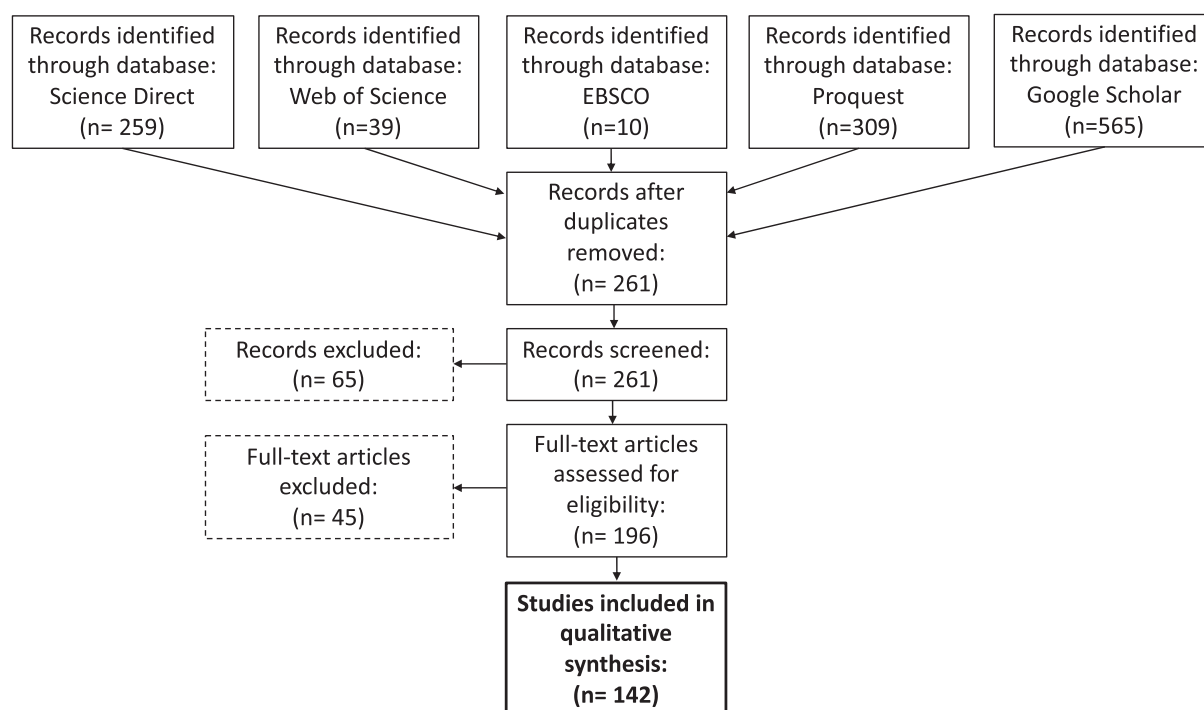 Records identified
through database:
Science Direct
(n= 259)
Records identified
through database:
Web of Science
(n=39)
Records identified
through database:
EBSCO
(n=10)
Records identified
through database:
Proquest
(n=309)
Records identified
through database:
Google Scholar
(n=565)
Records after
duplicates
removed:
(n= 261)
Records excluded:
(n= 65)
Records screened:
(n= 261)
Full-text articles
excluded:
(n= 45)
Full-text articles
assessed for
eligibility:
(n= 196)
Studies included in
qualitative
synthesis:
(n= 142)